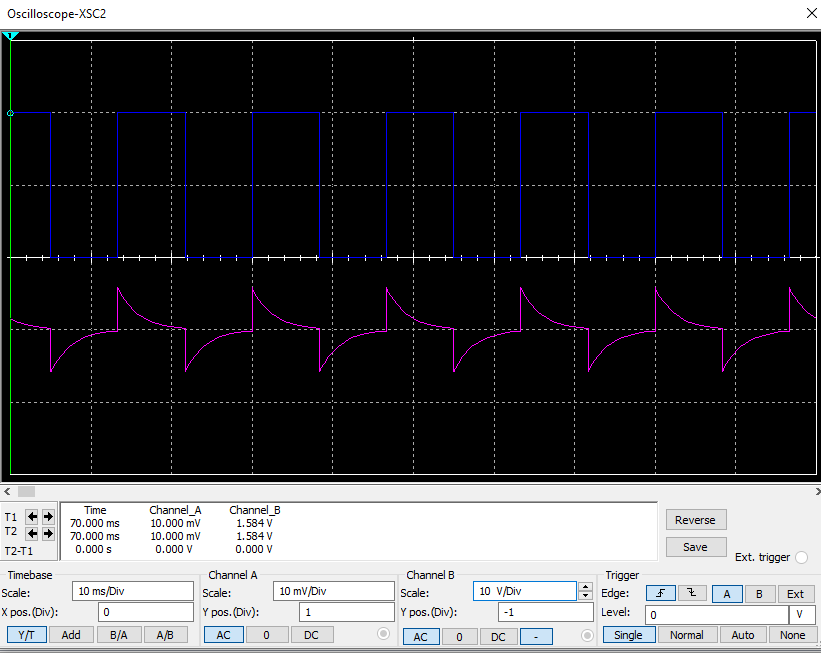 Oscilloscope-XSC2
1
T1
T2
T2-T1
Time Channel_A Channel_B
70.000 ms 10.000 mV 1.584 V
70.000 ms 10.000 mV 1.584 V
0.000 s 0.000 V 0.000 V
Reverse
Save
Ext. trigger
Timebase Channel A Channel B Trigger
Scale: 10 ms/Div Scale: 10 mV/Div Scale: 10 V/Div Edge: A B Ext
X pos.(Div): 0 Y pos.(Div): 1 Y pos.(Div): -1 Level: 0 V
Y/T Add B/A A/B AC 0 DC AC 0 DC - Single Normal Auto None